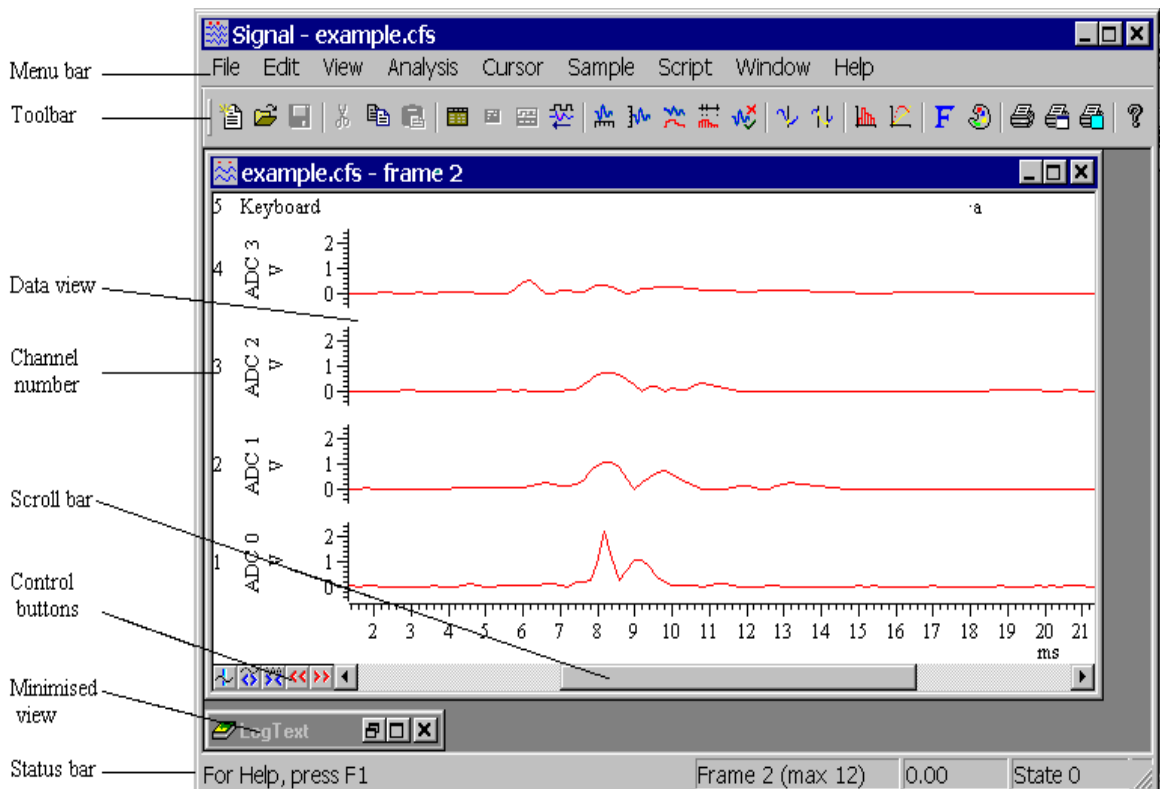 Signal - example.cfs
Menu bar
File Edit View Analysis Cursor Sample Script Window Help
Toolbar
F
?
example.cfs - frame 2
5 Keyboard
a
4 ADC 3 V
2
1
0
Data view
Channel number
3 ADC 2 V
2
1
0
2 ADC 1 V
2
1
0
Scroll bar
1 ADC 0 V
2
1
0
Control buttons
2 3 4 5 6 7 8 9 10 11 12 13 14 15 16 17 18 19 20 21
ms
Minimised view
LogText
Status bar
For Help, press F1 Frame 2 (max 12) 0.00 State 0